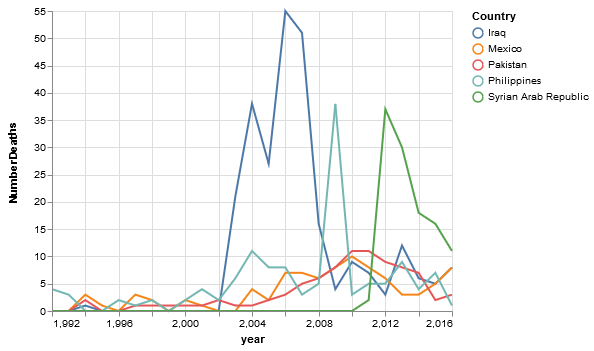 55
50
45
40
35
30
25
20
15
10
5
0
NumberDeaths
1,992
1,996
2,000
2,004
2,008
2,012
2,016
year
Country
Iraq
Mexico
Pakistan
Philippines
Syrian Arab Republic